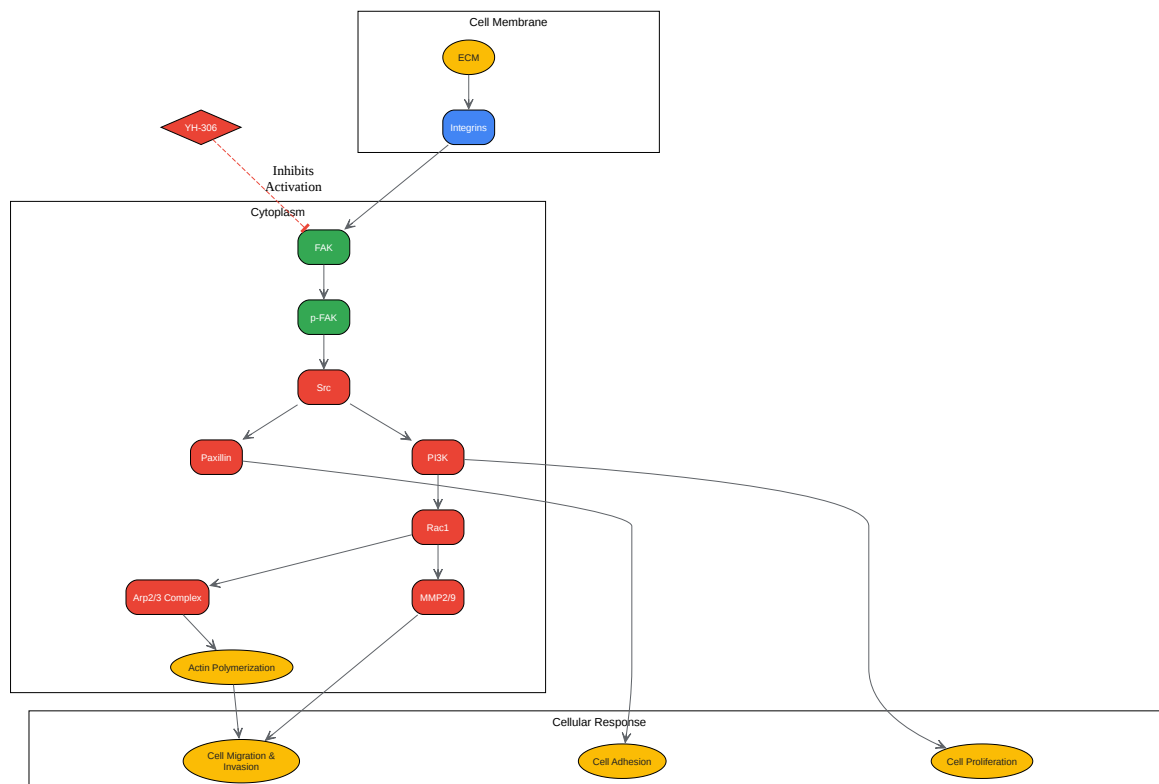 Cell Membrane
ECM
YH-306
Integrins
Inhibits
Activation
Cytoplasm
FAK
p-FAK
Src
Paxillin
PI3K
Rac1
Arp2/3 Complex
MMP2/9
Actin Polymerization
Cellular Response
Cell Migration &
Invasion
Cell Adhesion
Cell Proliferation